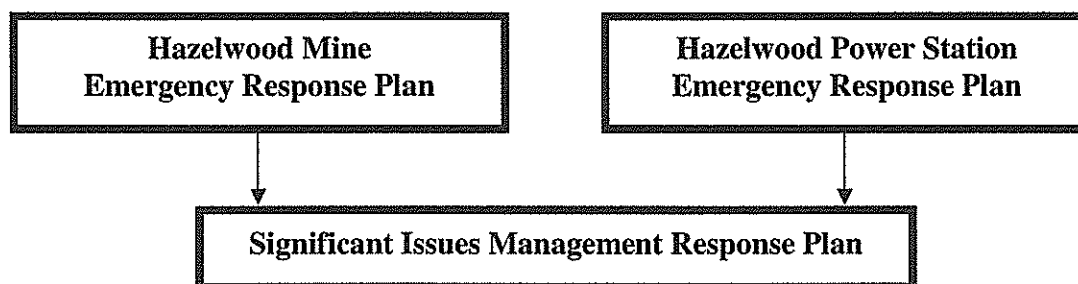 Hazelwood Mine
Emergency Response Plan
Hazelwood Power Station
Emergency Response Plan
Significant Issues Management Response Plan